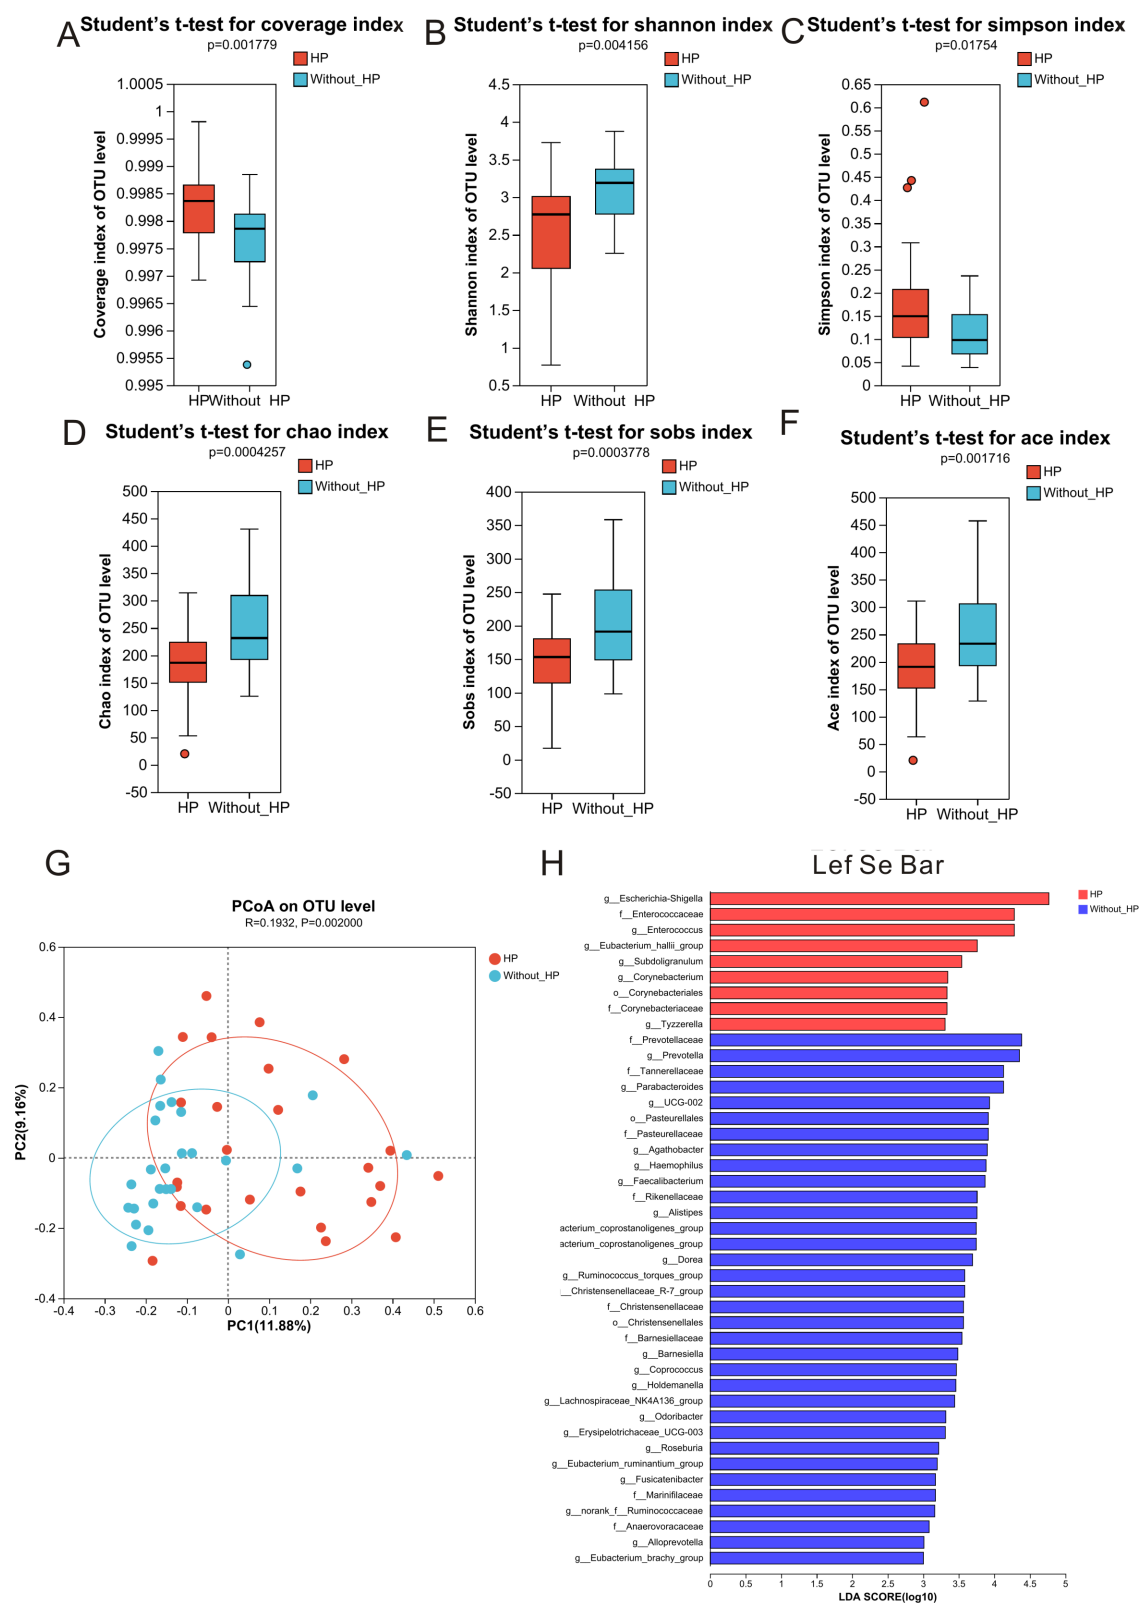 A Student's t-test for coverage index
p=0.001779
HP
Without_HP
Coverage index of OTU level
1.0005
1
0.9995
0.999
0.9985
0.998
0.9975
0.997
0.9965
0.996
0.9955
0.995
HP Without_HP
B Student's t-test for shannon index
p=0.004156
HP
Without_HP
Shannon index of OTU level
4.5
4
3.5
3
2.5
2
1.5
1
0.5
HP Without_HP
C Student's t-test for simpson index
p=0.01754
HP
Without_HP
Simpson index of OTU level
0.65
0.6
0.55
0.5
0.45
0.4
0.35
0.3
0.25
0.2
0.15
0.1
0.05
0
HP Without_HP
D Student's t-test for chao index
p=0.0004257
HP
Without_HP
Chao index of OTU level
500
450
400
350
300
250
200
150
100
50
0
-50
HP Without_HP
E Student's t-test for sobs index
p=0.0003778
HP
Without_HP
Sobs index of OTU level
400
350
300
250
200
150
100
50
0
-50
HP Without_HP
F Student's t-test for ace index
p=0.001716
HP
Without_HP
Ace index of OTU level
500
450
400
350
300
250
200
150
100
50
0
-50
HP Without_HP
G
PCoA on OTU level
R=0.1932, P=0.002000
HP
Without_HP
PC2(9.16%)
0.6
0.4
0.2
0
-0.2
-0.4
-0.4 -0.3 -0.2 -0.1 0 0.1 0.2 0.3 0.4 0.5 0.6
PC1(11.88%)
H Lef Se Bar
HP
Without_HP
g__Escherichia-Shigella
f__Enterococcaceae
g__Enterococcus
g__Eubacterium_hallii_group
g__Subdoligranulum
g__Corynebacterium
o__Corynebacteriales
f__Corynebacteriaceae
g__Tyzzerella
f__Prevotellaceae
g__Prevotella
f__Tannerellaceae
g__Parabacteroides
g__UCG-002
o__Pasteurellales
f__Pasteurellaceae
g__Agathobacter
g__Haemophilus
g__Faecalibacterium
f__Rikenellaceae
g__Alistipes
acterium_coprostanoligenes_group
acterium_coprostanoligenes_group
g__Dorea
g__Ruminococcus_torques_group
__Christensenellaceae_R-7_group
f__Christensenellaceae
o__Christensenellales
f__Barnesiellaceae
g__Barnesiella
g__Coprococcus
g__Holdemanella
g__Lachnospiraceae_NK4A136_group
g__Odoribacter
g__Erysipelotrichaceae_UCG-003
g__Roseburia
g__Eubacterium_ruminantium_group
g__Fusicatenibacter
f__Marinifilaceae
g__norank_f__Ruminococcaceae
f__Anaerovoracaceae
g__Alloprevotella
g__Eubacterium_brachy_group
0 0.5 1 1.5 2 2.5 3 3.5 4 4.5 5
LDA SCORE(log10)